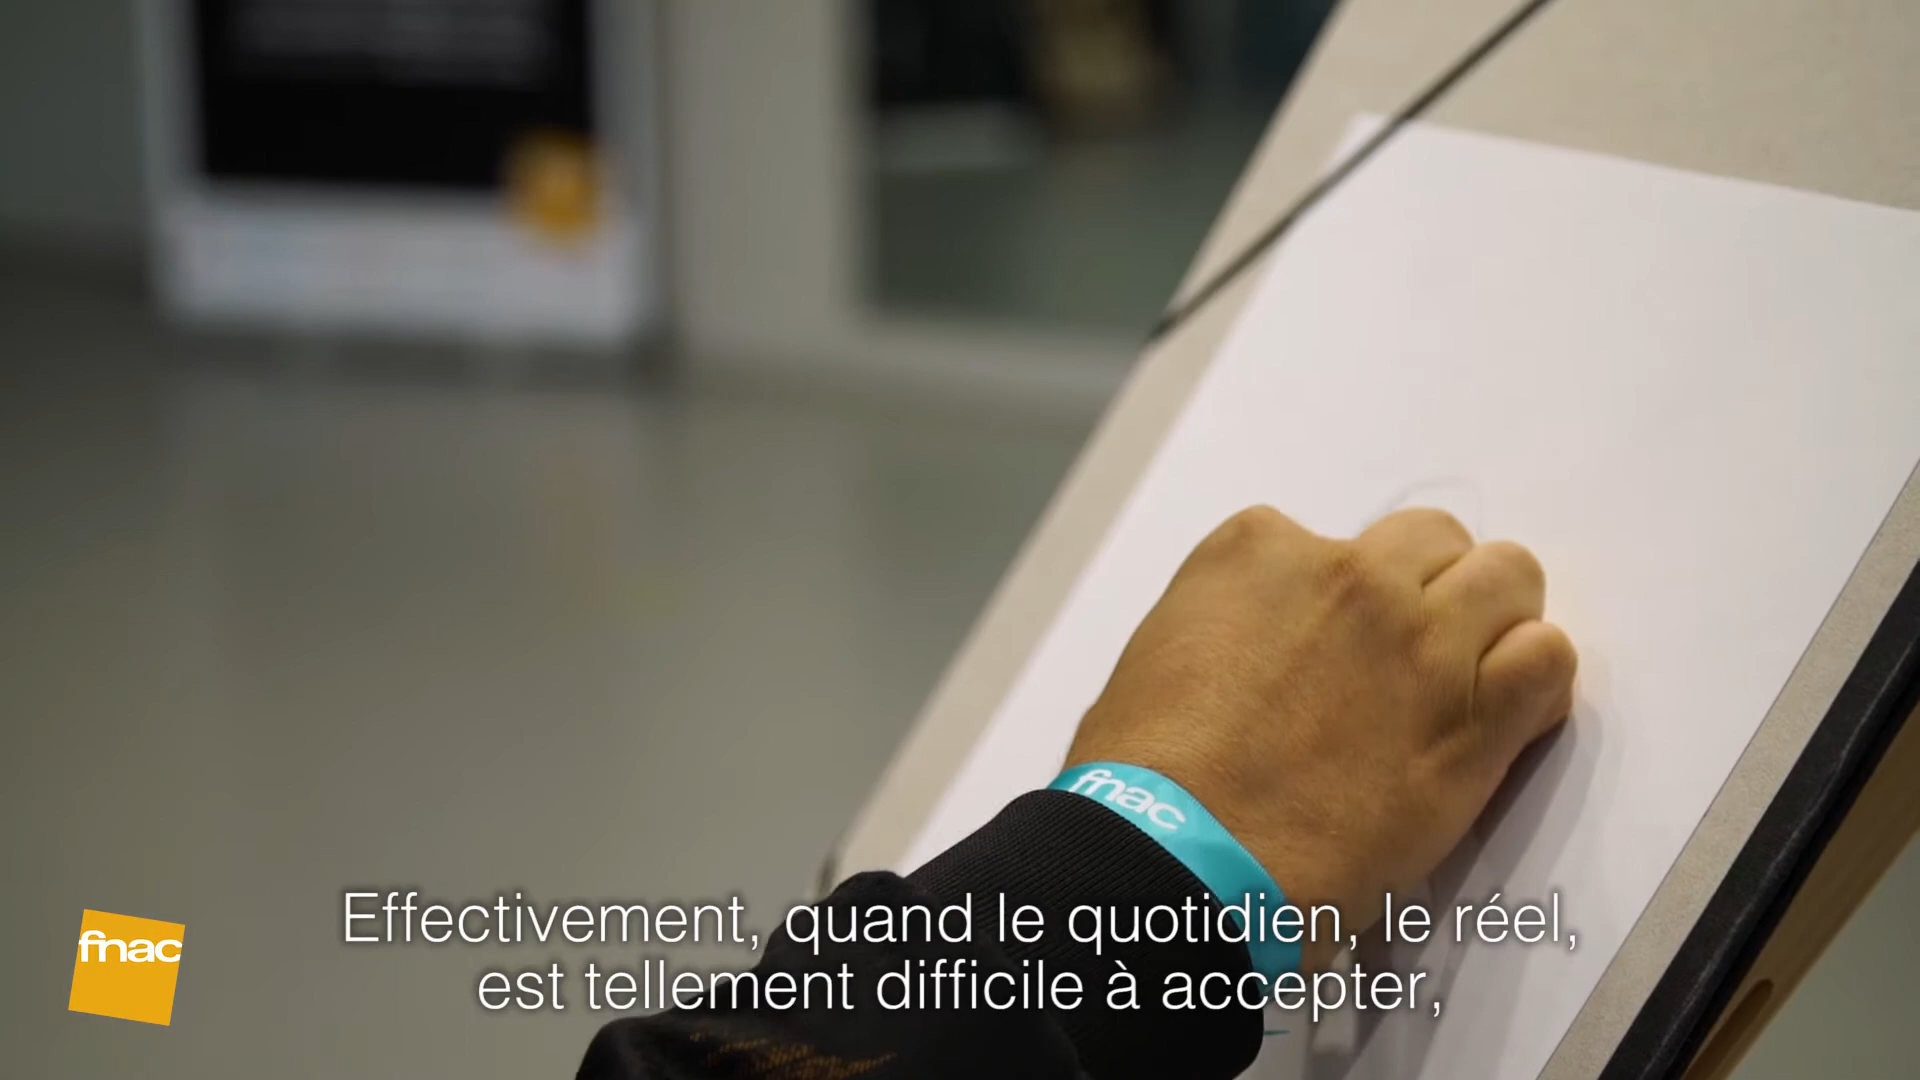 fnac
fnac
Effectivement, quand le quotidien, le réel,
est tellement difficile à accepter,